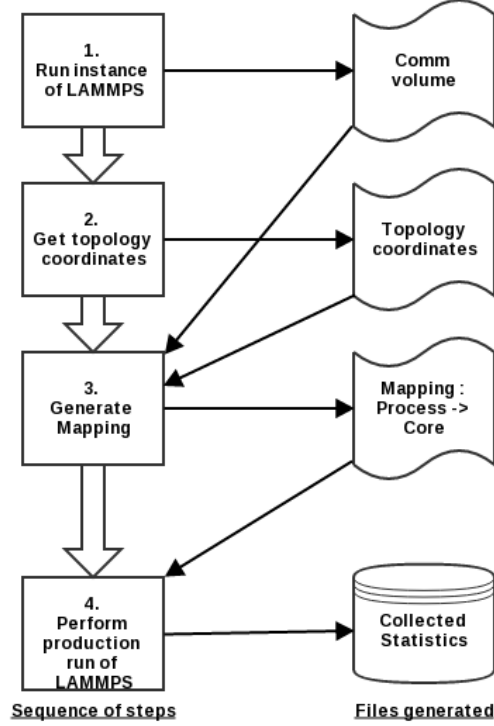 1.
Run instance
of LAMMPS
Comm
volume
2.
Get topology
coordinates
Topology
coordinates
3.
Generate
Mapping
Mapping :
Process -> 
Core
4.
Perform
production
run of
LAMMPS
Collected
Statistics
Sequence of steps
Files generated